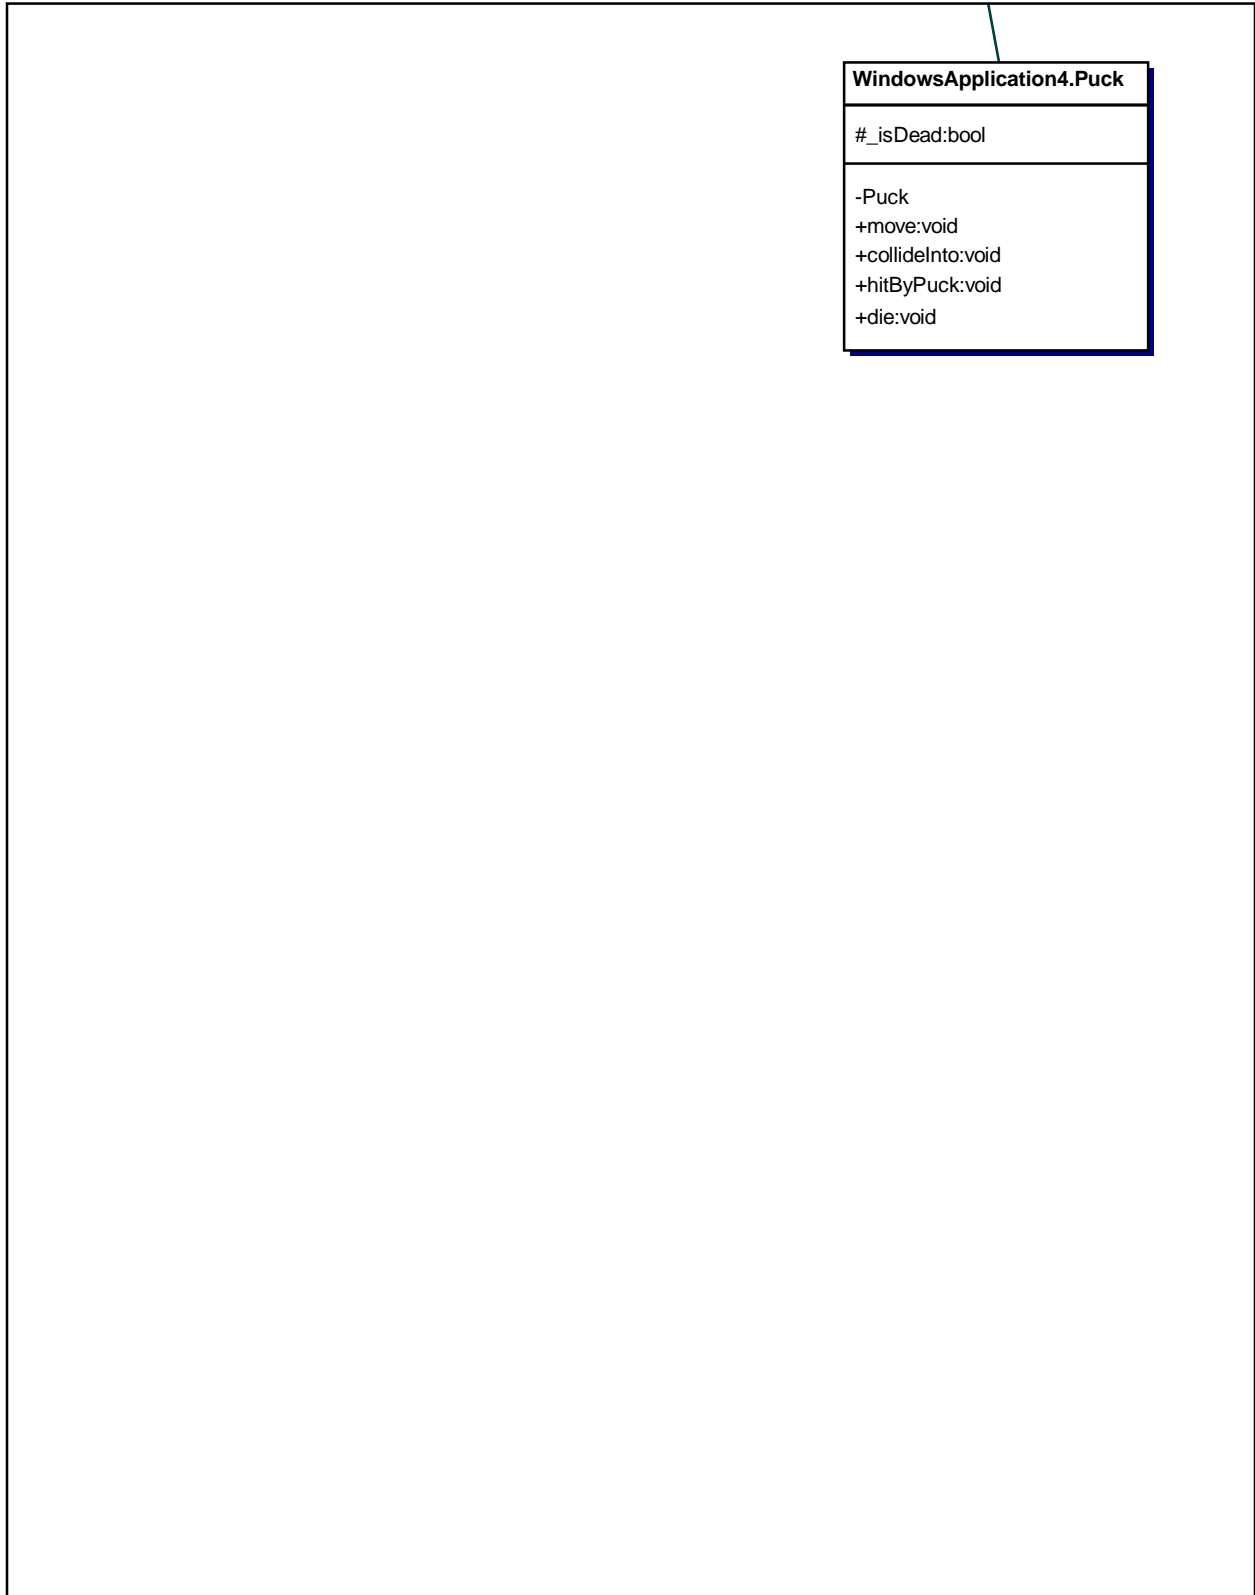 WindowsApplication4.Puck
#_isDead:bool
-Puck
+move:void
+collideInto:void
+hitByPuck:void
+die:void